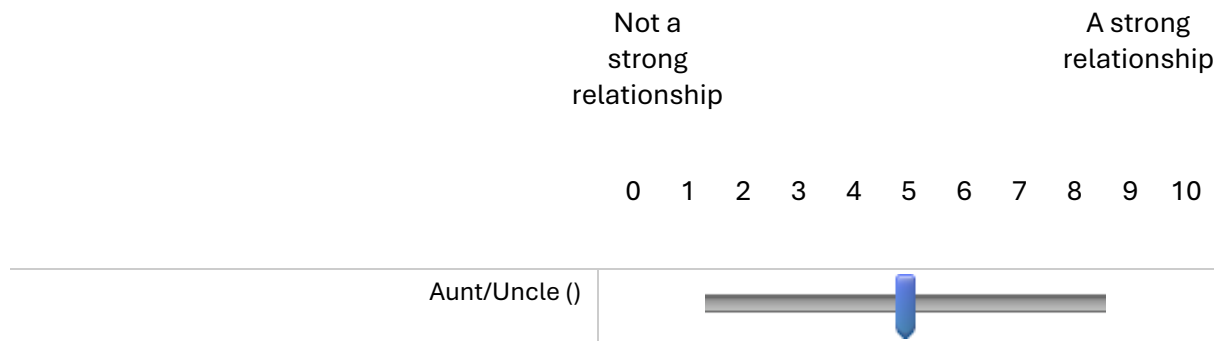 Not a
strong
relationship
A strong
relationship
0 1 2 3 4 5 6 7 8 9 10
Aunt/Uncle ()